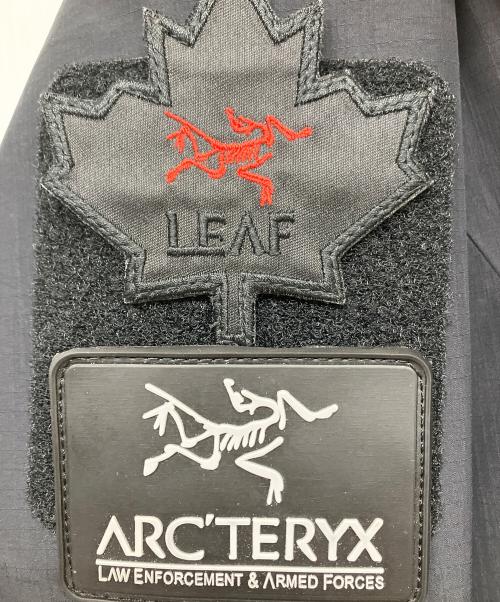 LEAF
ARC'TERYX
LAW ENFORCEMENT & ARMED FORCES